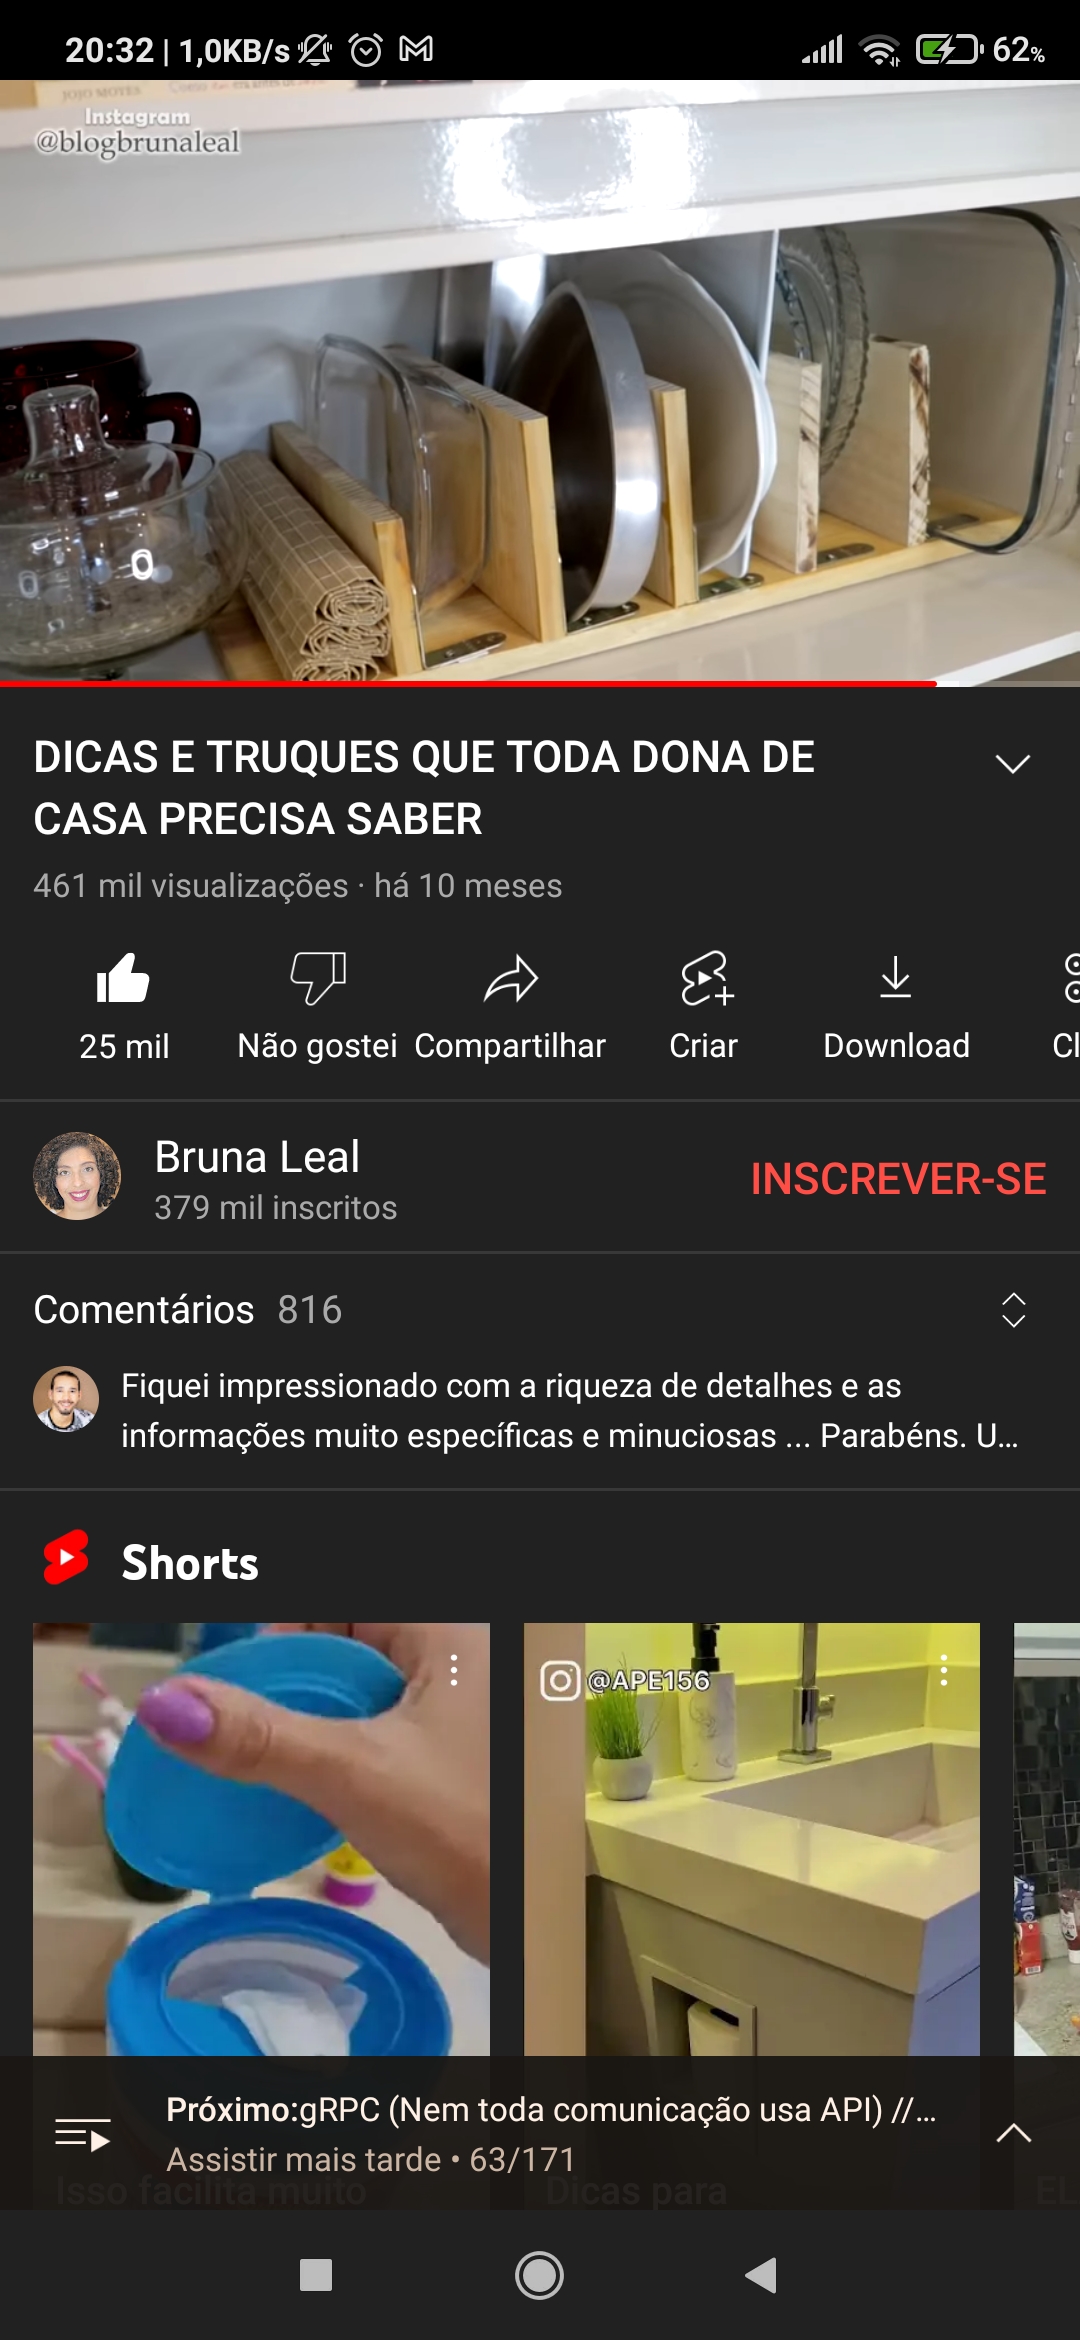 20:32 | 1,0KB/s
62%
JOJO MOYES
Instagram
@blogbrunaleal
DICAS E TRUQUES QUE TODA DONA DE
CASA PRECISA SABER
461 mil visualizações · há 10 meses
25 mil
Não gostei
Compartilhar
Criar
Download
Cl
Bruna Leal
379 mil inscritos
INSCREVER-SE
Comentários 816
Fiquei impressionado com a riqueza de detalhes e as
informações muito específicas e minuciosas ... Parabéns. U...
Shorts
@APE156
Próximo:gRPC (Nem toda comunicação usa API) //...
Assistir mais tarde • 63/171
Isso facilita muito
Dicas para
EL